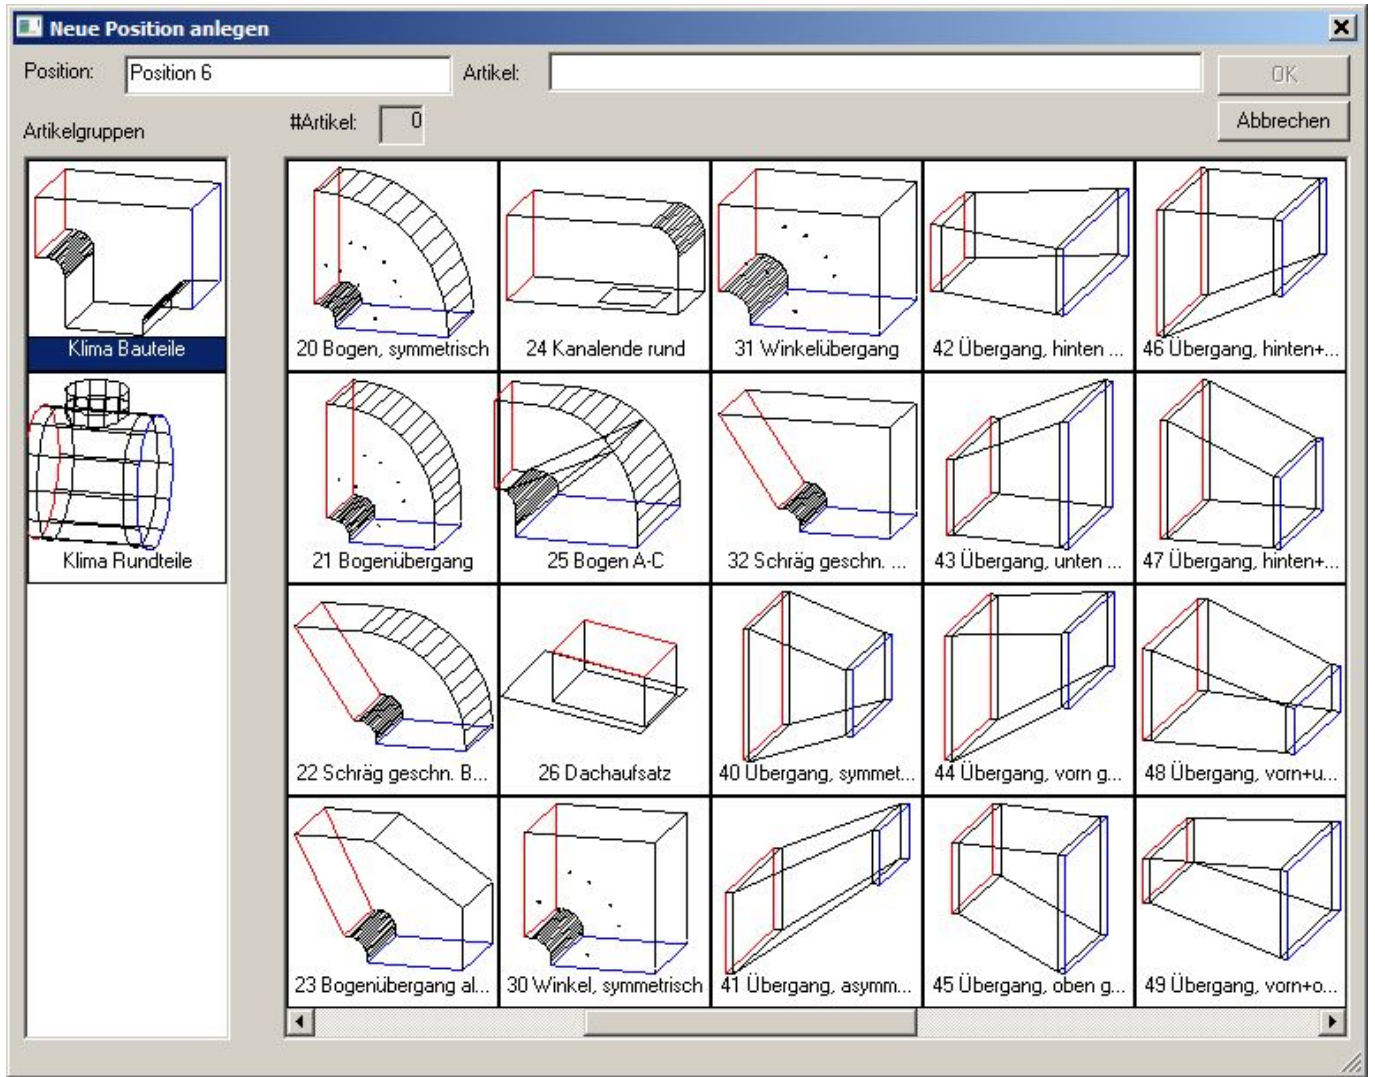 Neue Position anlegen
Position: Position 6 Artikel: OK
#Artikel: 0 Abbrechen
Artikelgruppen
Klima Bauteile
Klima Rundteile
20 Bogen, symmetrisch 24 Kanalende rund 31 Winkelübergang 42 Übergang, hinten ... 46 Übergang, hinten+...
21 Bogenübergang 25 Bogen A-C 32 Schräg geschn. ... 43 Übergang, unten ... 47 Übergang, hinten+...
22 Schräg geschn. B... 26 Dachaufsatz 40 Übergang, symmet... 44 Übergang, vorn g... 48 Übergang, vorn+u...
23 Bogenübergang al... 30 Winkel, symmetrisch 41 Übergang, asymm... 45 Übergang, oben g... 49 Übergang, vorn+o...